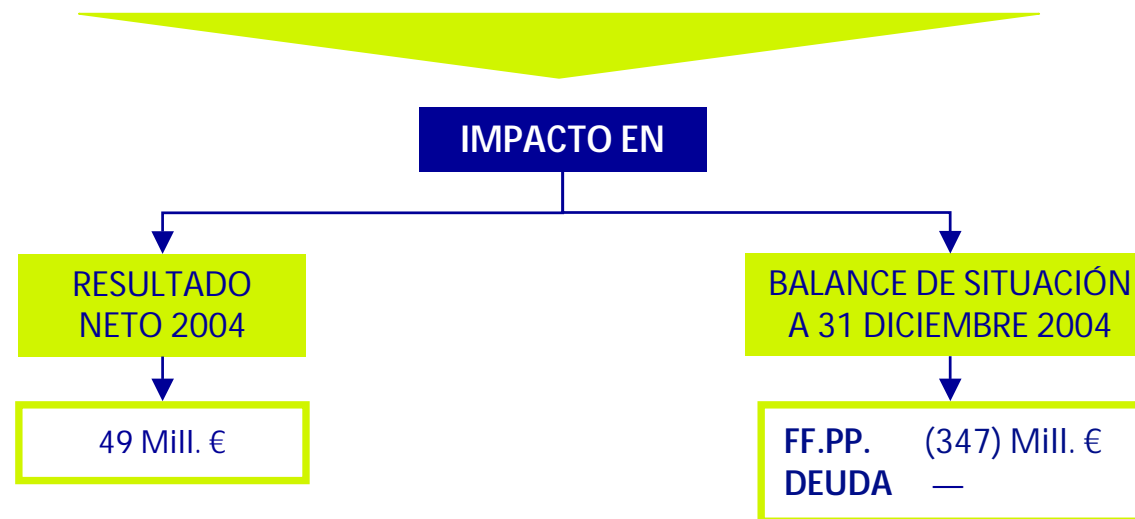 IMPACTO EN
RESULTADO
NETO 2004
49 Mill. €
BALANCE DE SITUACIÓN
A 31 DICIEMBRE 2004
FF.PP. (347) Mill. €
DEUDA —